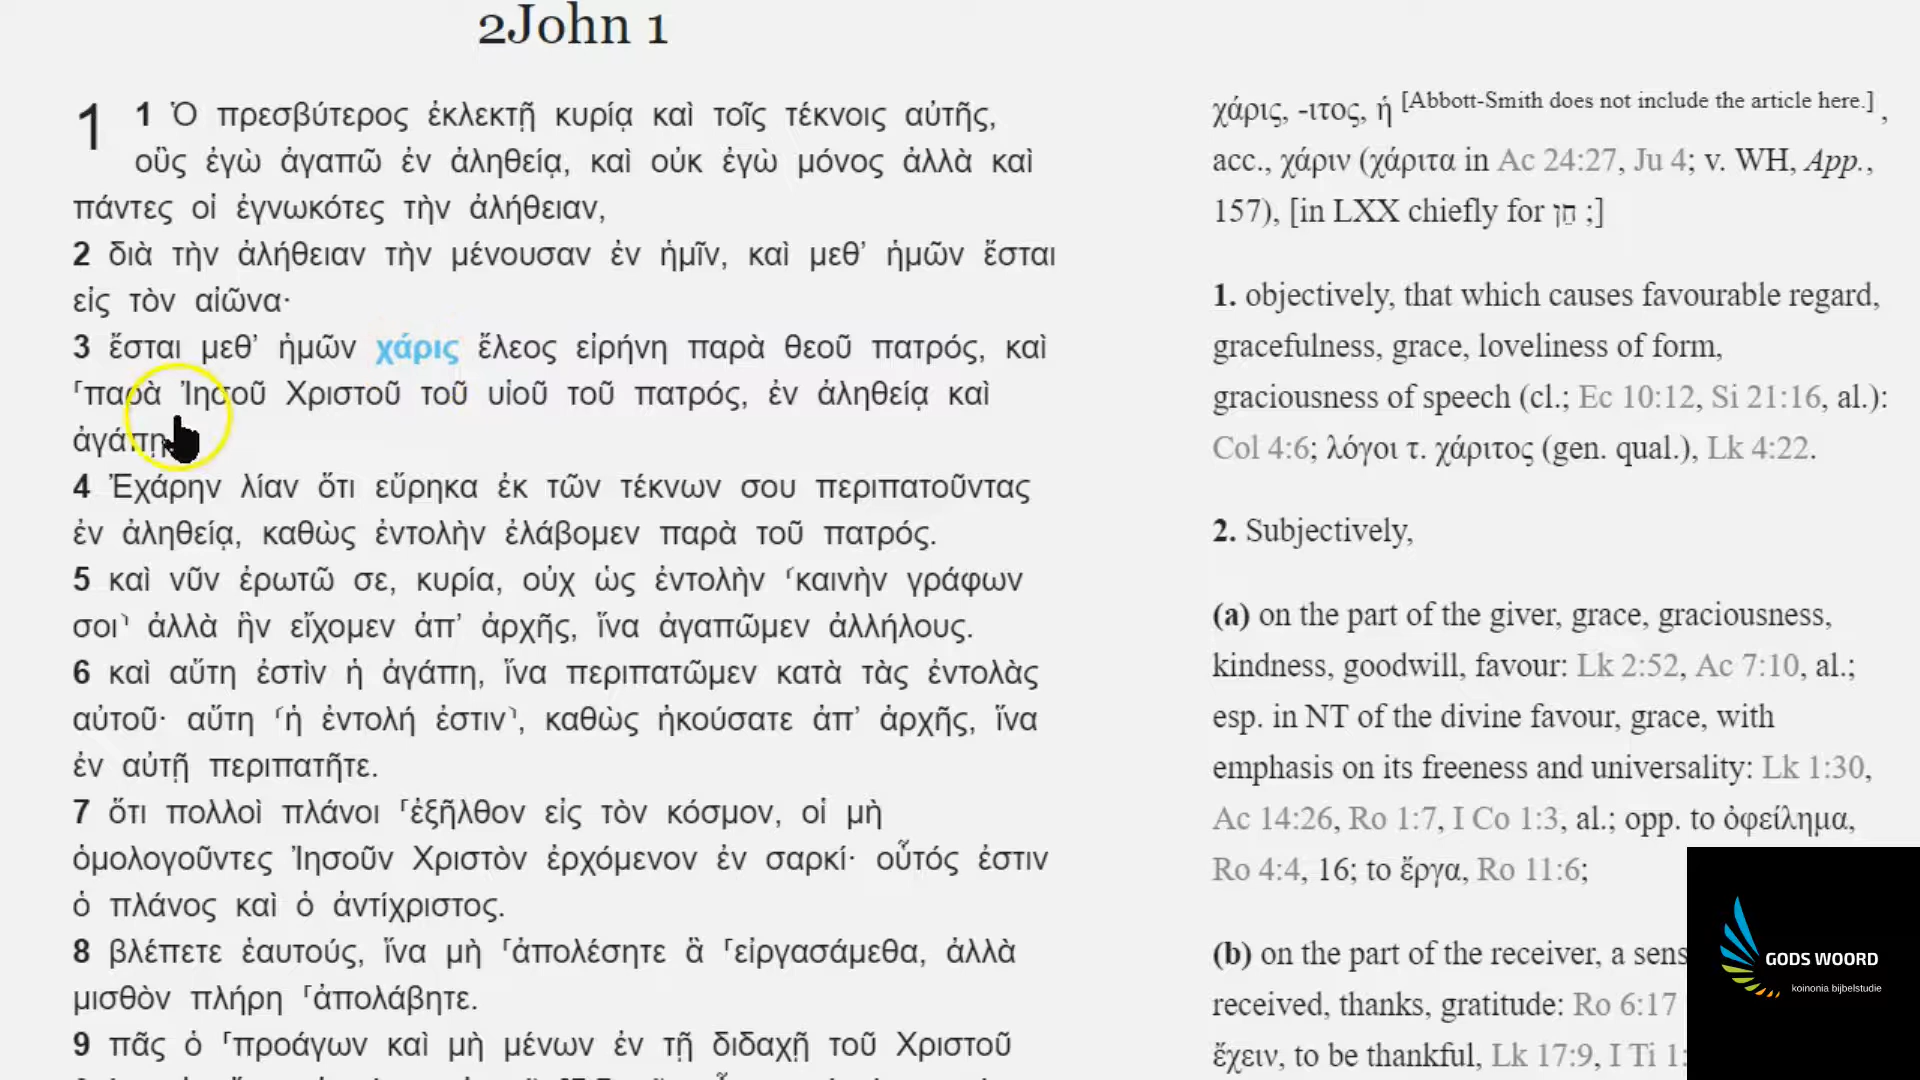 2John 1
1 1 Ὁ πρεσβύτερος ἐκλεκτῇ κυρίᾳ καὶ τοῖς τέκνοις αὐτῆς,
οὓς ἐγὼ ἀγαπῶ ἐν ἀληθείᾳ, καὶ οὐκ ἐγὼ μόνος ἀλλὰ καὶ
πάντες οἱ ἐγνωκότες τὴν ἀλήθειαν,
2 διὰ τὴν ἀλήθειαν τὴν μένουσαν ἐν ἡμῖν, καὶ μεθ’ ἡμῶν ἔσται
εἰς τὸν αἰῶνα·
3 ἔσται μεθ’ ἡμῶν χάρις ἔλεος εἰρήνη παρὰ θεοῦ πατρός, καὶ
⸀παρὰ Ἰησοῦ Χριστοῦ τοῦ υἱοῦ τοῦ πατρός, ἐν ἀληθείᾳ καὶ
ἀγάπῃ
4 Ἐχάρην λίαν ὅτι εὕρηκα ἐκ τῶν τέκνων σου περιπατοῦντας
ἐν ἀληθείᾳ, καθὼς ἐντολὴν ἐλάβομεν παρὰ τοῦ πατρός.
5 καὶ νῦν ἐρωτῶ σε, κυρία, οὐχ ὡς ἐντολὴν ⸂καινὴν γράφων
σοι⸃ ἀλλὰ ἣν εἴχομεν ἀπ’ ἀρχῆς, ἵνα ἀγαπῶμεν ἀλλήλους.
6 καὶ αὕτη ἐστὶν ἡ ἀγάπη, ἵνα περιπατῶμεν κατὰ τὰς ἐντολὰς
αὐτοῦ· αὕτη ⸂ἡ ἐντολή ἐστιν⸃, καθὼς ἠκούσατε ἀπ’ ἀρχῆς, ἵνα
ἐν αὐτῇ περιπατῆτε.
7 ὅτι πολλοὶ πλάνοι ⸀ἐξῆλθον εἰς τὸν κόσμον, οἱ μὴ
ὁμολογοῦντες Ἰησοῦν Χριστὸν ἐρχόμενον ἐν σαρκί· οὗτός ἐστιν
ὁ πλάνος καὶ ὁ ἀντίχριστος.
8 βλέπετε ἑαυτούς, ἵνα μὴ ⸀ἀπολέσητε ἃ ⸀εἰργασάμεθα, ἀλλὰ
μισθὸν πλήρη ⸀ἀπολάβητε.
9 πᾶς ὁ ⸀προάγων καὶ μὴ μένων ἐν τῇ διδαχῇ τοῦ Χριστοῦ
χάρις, -ιτος, ἡ [Abbott-Smith does not include the article here.] ,
acc., χάριν (χάριτα in Ac 24:27, Ju 4; v. WH, App.,
157), [in LXX chiefly for חֵן ;]
1. objectively, that which causes favourable regard,
gracefulness, grace, loveliness of form,
graciousness of speech (cl.; Ec 10:12, Si 21:16, al.):
Col 4:6; λόγοι τ. χάριτος (gen. qual.), Lk 4:22.
2. Subjectively,
(a) on the part of the giver, grace, graciousness,
kindness, goodwill, favour: Lk 2:52, Ac 7:10, al.;
esp. in NT of the divine favour, grace, with
emphasis on its freeness and universality: Lk 1:30,
Ac 14:26, Ro 1:7, I Co 1:3, al.; opp. to ὀφείλημα,
Ro 4:4, 16; to ἔργα, Ro 11:6;
(b) on the part of the receiver, a sens
received, thanks, gratitude: Ro 6:17
ἔχειν, to be thankful, Lk 17:9, I Ti 1:
GODS WOORD
koinonia bijbelstudie